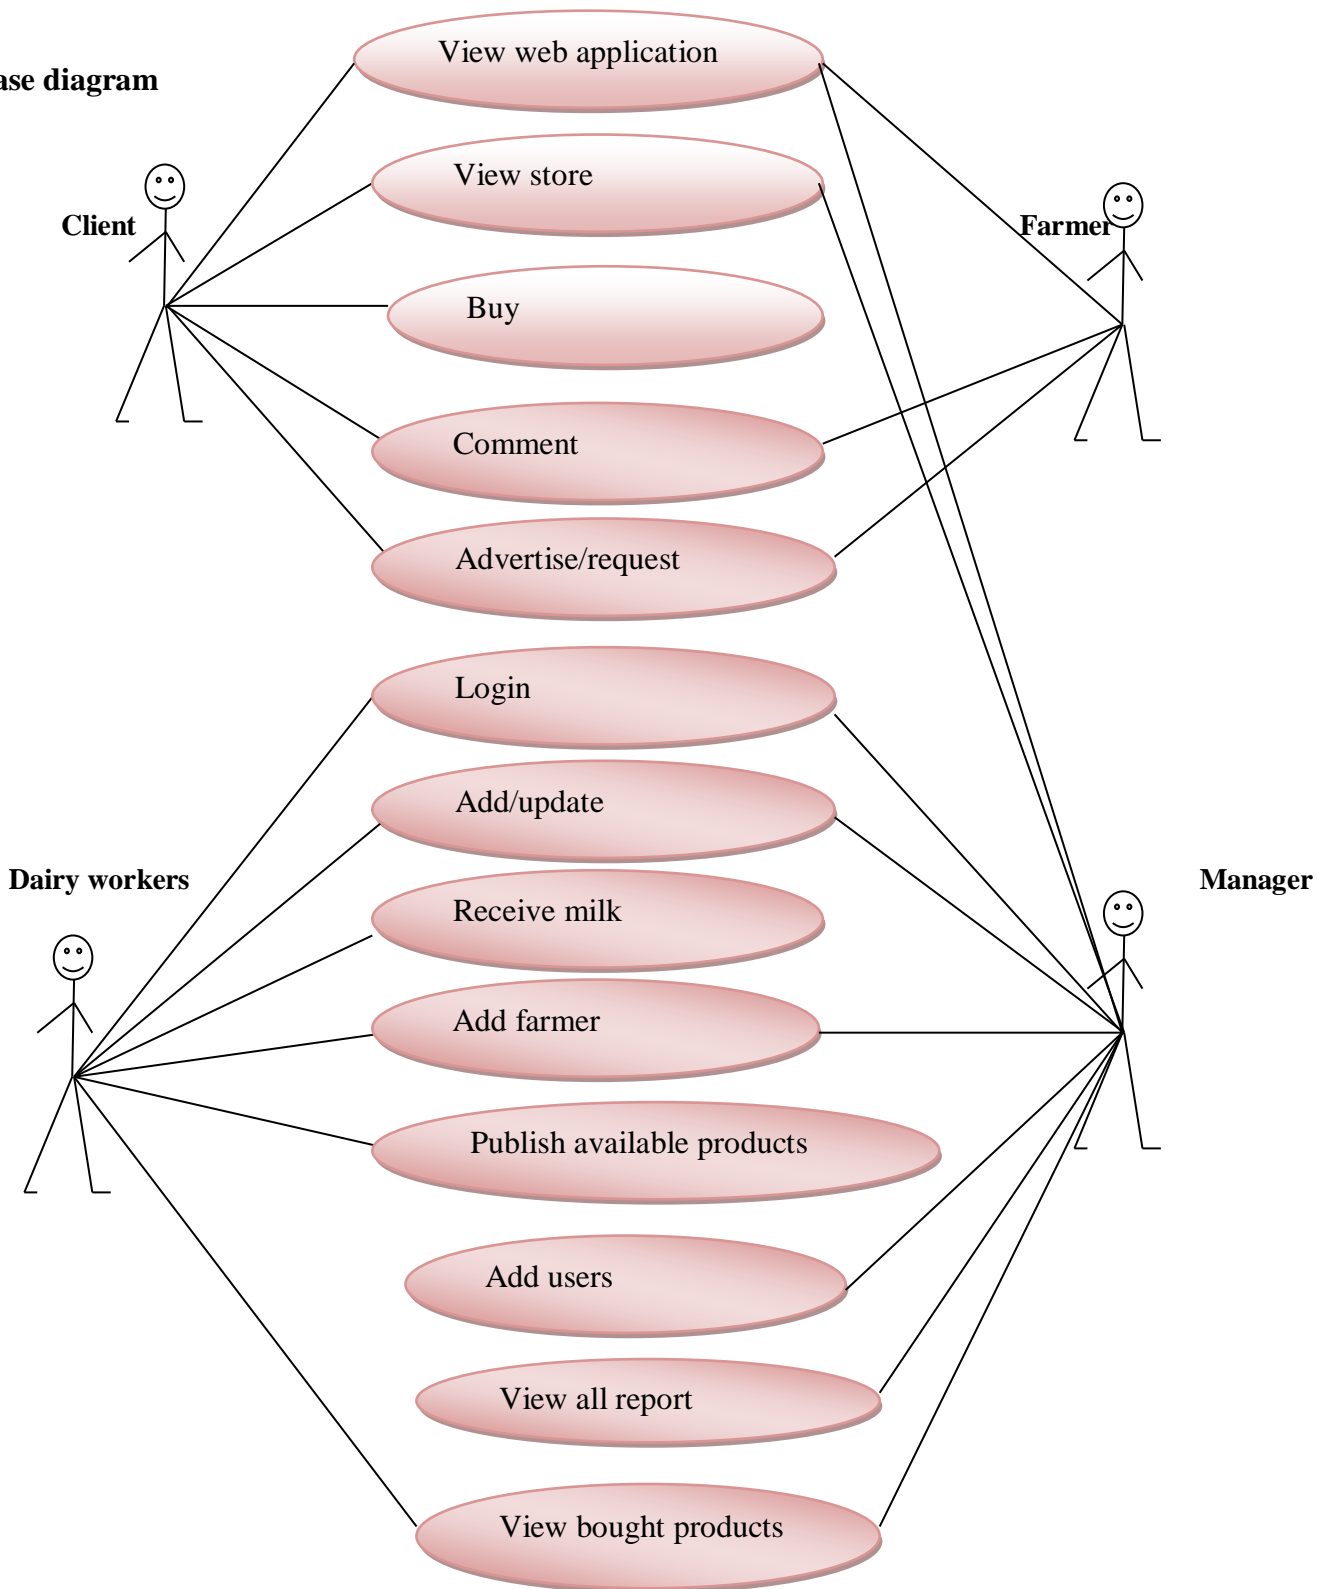 View web application
ase diagram
View store
Client
Farmer
Buy
Comment
Advertise/request
Login
Add/update
Dairy workers
Manager
Receive milk
Add farmer
Publish available products
Add users
View all report
View bought products